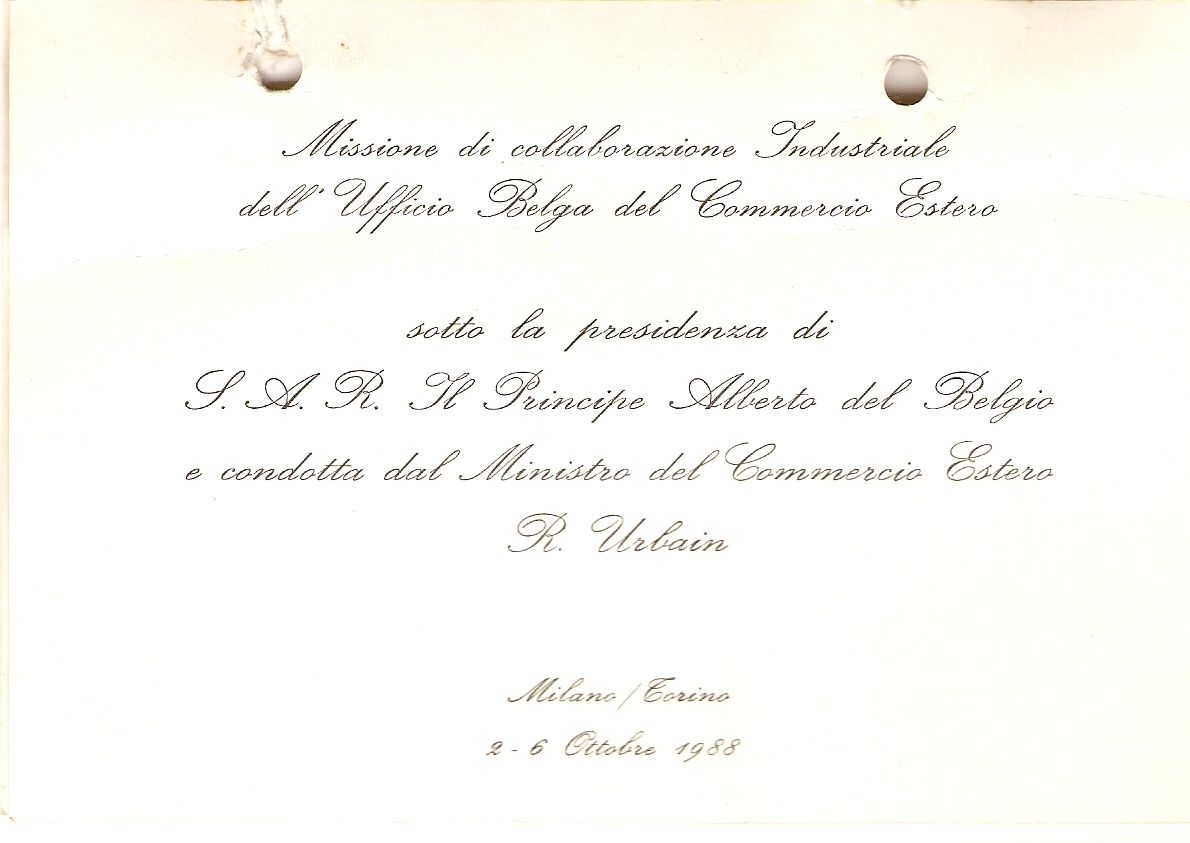 Missione di collaborazione Industriale
dell' Ufficio Belga del Commercio Estero
sotto la presidenza di
S. A. R. Il Principe Alberto del Belgio
e condotta dal Ministro del Commercio Estero
R. Urbain
Milano/Torino
2 - 6 Ottobre 1988